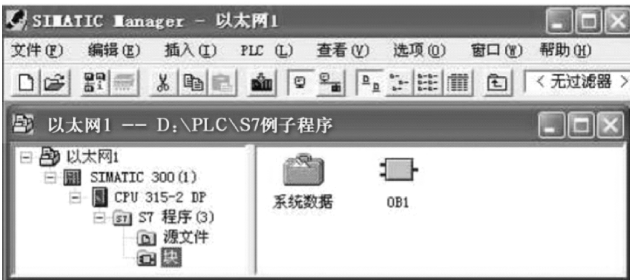 SIMATIC Manager - 以太网1
文件(F) 编辑(E) 插入(I) PLC (L) 查看(V) 选项(O) 窗口(W) 帮助(H)
< 无过滤器 >
以太网1 -- D:\PLC\S7例子程序
以太网1
SIMATIC 300(1)
CPU 315-2 DP
S7 程序(3)
源文件
块
系统数据
OB1